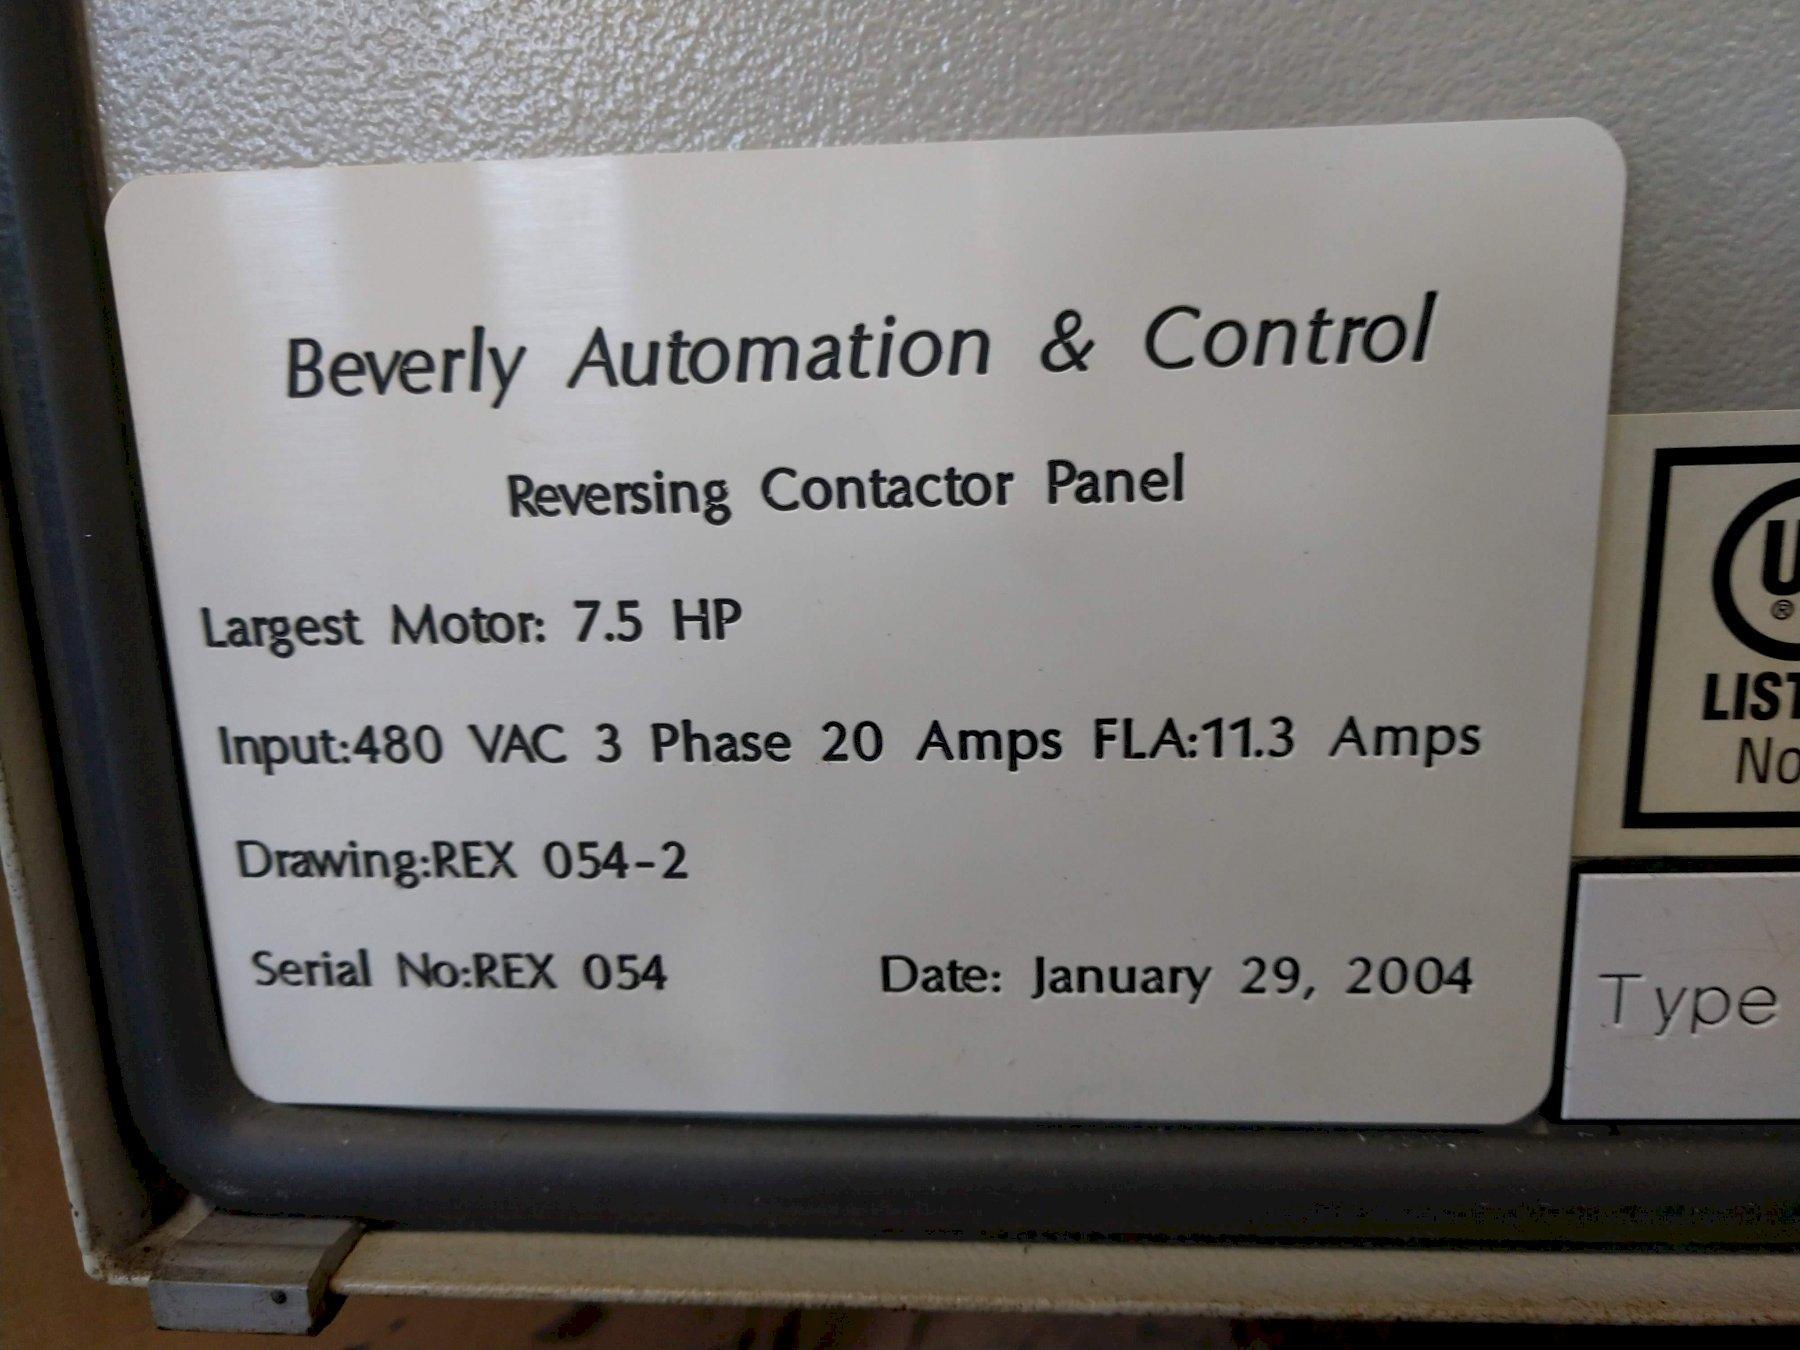 Beverly Automation & Control
Reversing Contactor Panel
Largest Motor: 7.5 HP
Input:480 VAC 3 Phase 20 Amps FLA:11.3 Amps
Drawing:REX 054-2
Serial No:REX 054 Date: January 29, 2004
U
®
LIST
No
Type